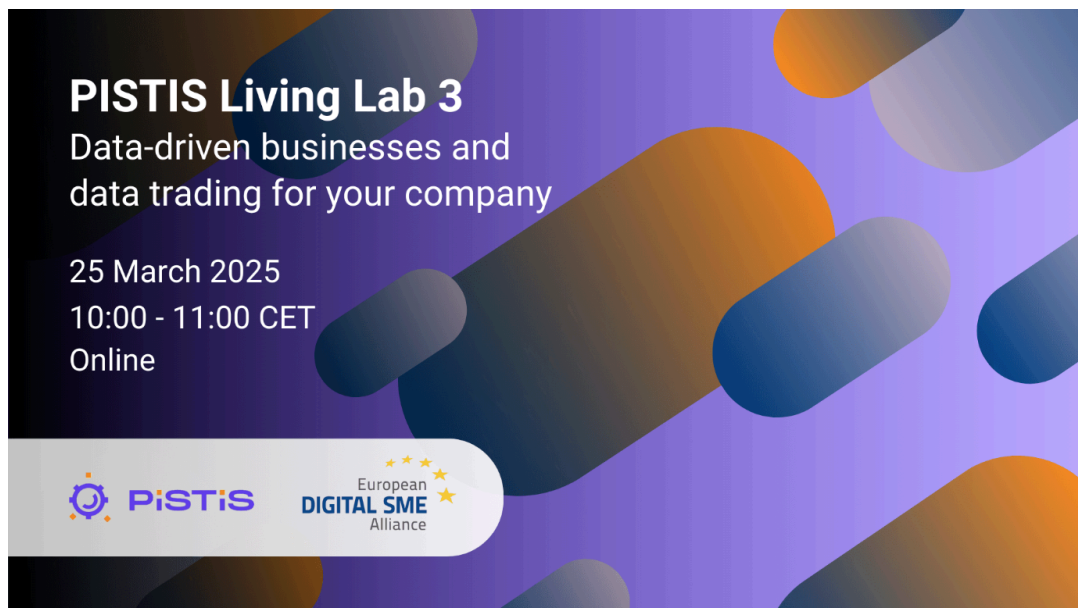 PISTIS Living Lab 3
Data-driven businesses and
data trading for your company
25 March 2025
10:00 - 11:00 CET
Online
PiSTiS
European
DIGITAL SME
Alliance